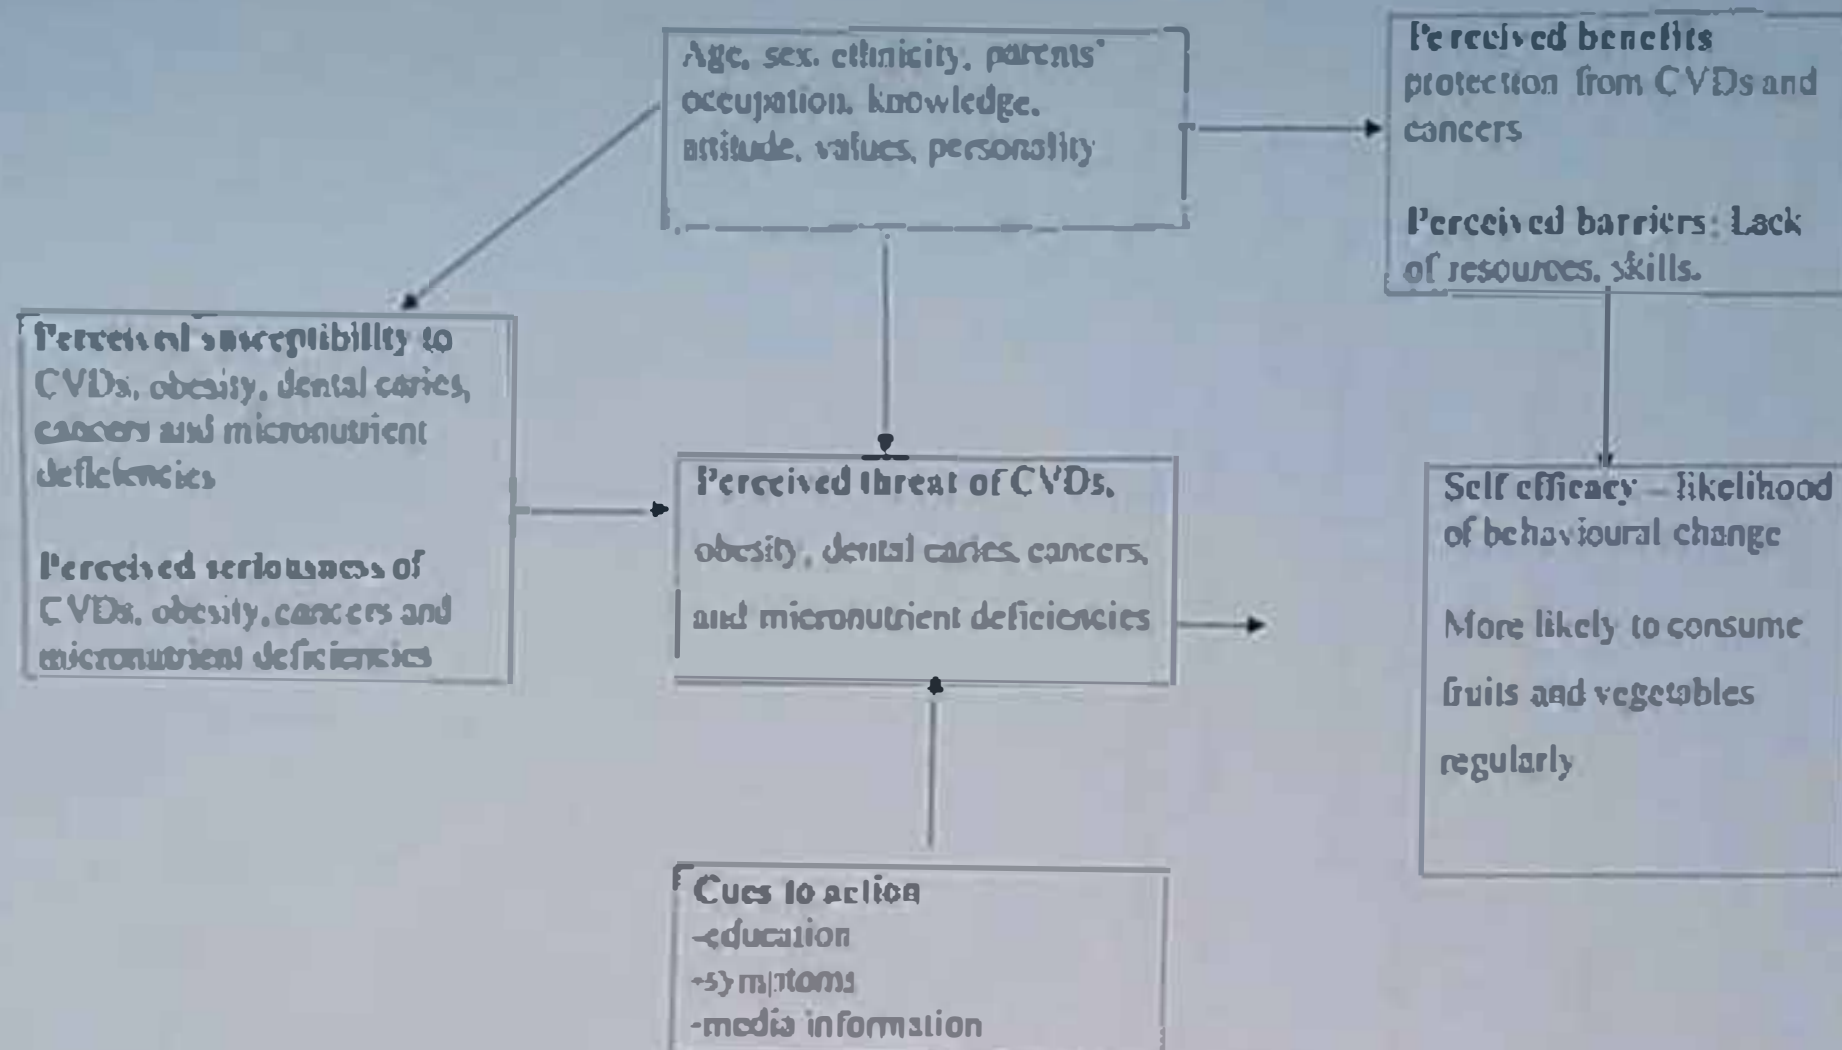 Age, sex, ethnicity, parents'
occupation, knowledge,
attitude, values, personality
Perceived benefits
protection from CVDs and
cancers
Perceived barriers: Lack
of resources, skills.
Perceived susceptibility to
CVDs, obesity, dental caries,
cancers and micronutrient
deficiencies
Perceived seriousness of
CVDs, obesity, cancers and
micronutrient deficiencies
Perceived threat of CVDs,
obesity, dental caries, cancers,
and micronutrient deficiencies
Self efficacy – likelihood
of behavioural change
More likely to consume
fruits and vegetables
regularly
Cues to action
-education
-symptoms
-media information